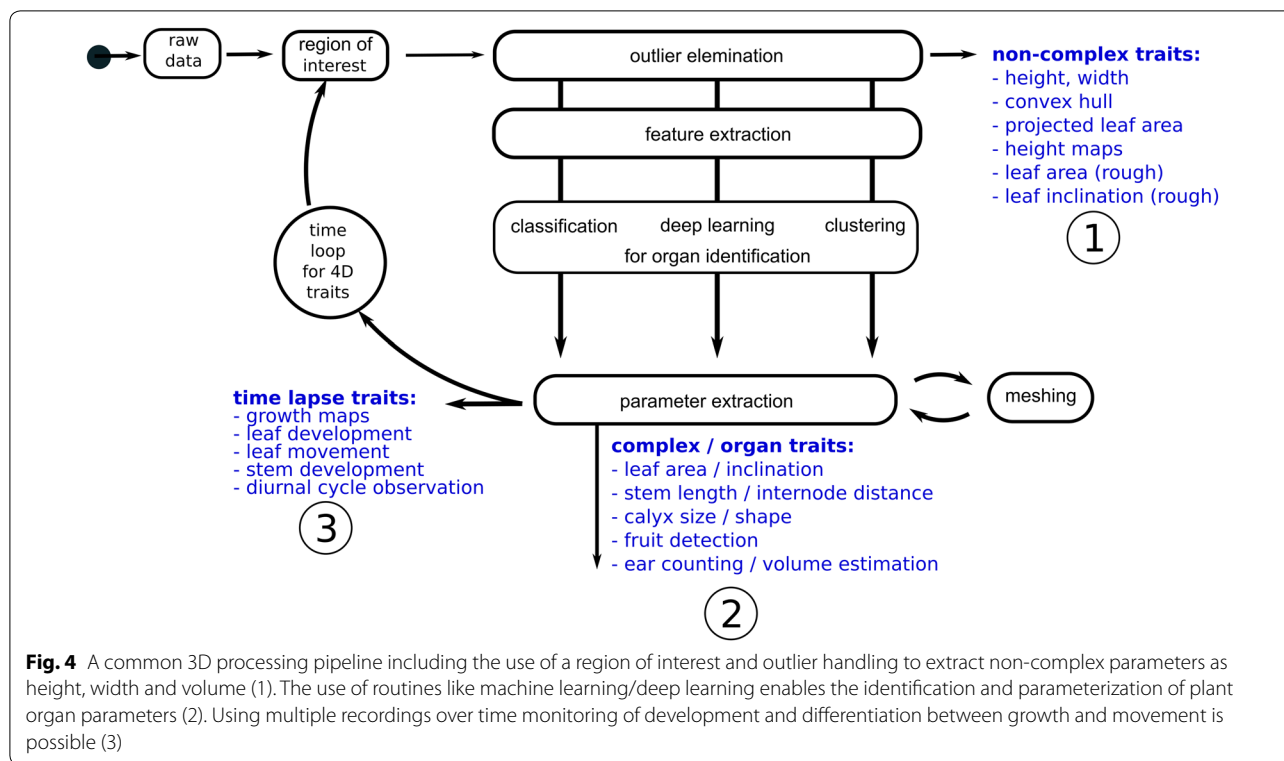 raw
data
region of
interest
outlier elemination
non-complex traits:
- height, width
- convex hull
- projected leaf area
- height maps
- leaf area (rough)
- leaf inclination (rough)
1
feature extraction
classification deep learning clustering
for organ identification
time
loop
for 4D
traits
parameter extraction
meshing
time lapse traits:
- growth maps
- leaf development
- leaf movement
- stem development
- diurnal cycle observation
3
complex / organ traits:
- leaf area / inclination
- stem length / internode distance
- calyx size / shape
- fruit detection
- ear counting / volume estimation
2
Fig. 4 A common 3D processing pipeline including the use of a region of interest and outlier handling to extract non-complex parameters as
height, width and volume (1). The use of routines like machine learning/deep learning enables the identification and parameterization of plant
organ parameters (2). Using multiple recordings over time monitoring of development and differentiation between growth and movement is
possible (3)